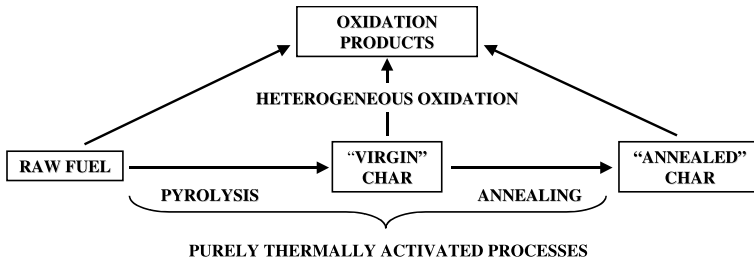 OXIDATION
PRODUCTS
HETEROGENEOUS OXIDATION
RAW FUEL
“VIRGIN”
CHAR
“ANNEALED”
CHAR
PYROLYSIS
ANNEALING
PURELY THERMALLY ACTIVATED PROCESSES